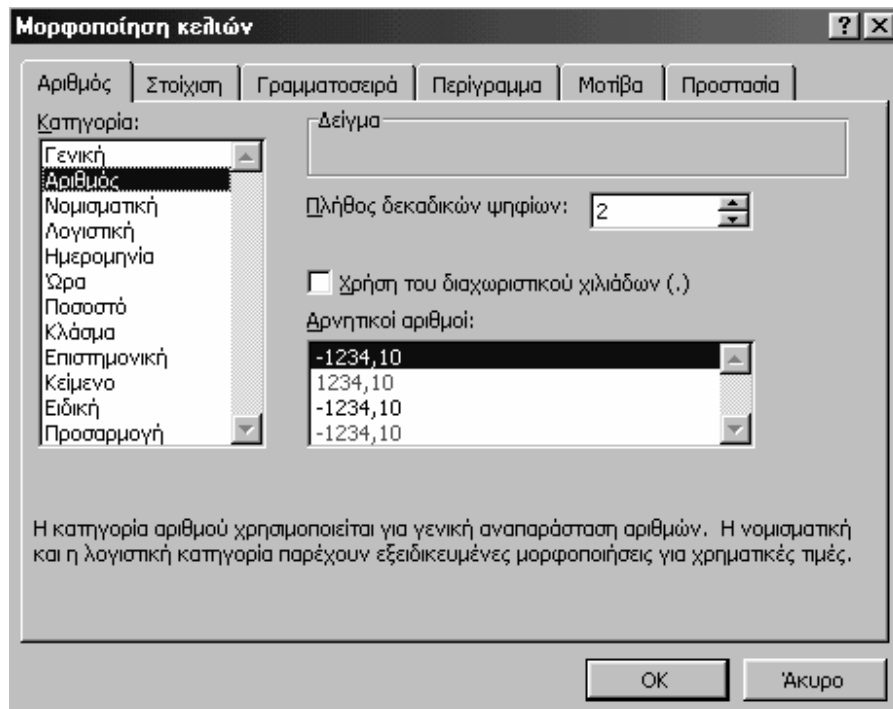 Μορφοποίηση κελιών
Αριθμός Στοίχιση Γραμματοσειρά Περίγραμμα Μοτίβα Προστασία
Κατηγορία:
Γενική
Αριθμός
Νομισματική
Λογιστική
Ημερομηνία
Ώρα
Ποσοστό
Κλάσμα
Επιστημονική
Κείμενο
Ειδική
Προσαρμογή
Δείγμα
Πλήθος δεκαδικών ψηφίων: 2
Χρήση του διαχωριστικού χιλιάδων (.)
Αρνητικοί αριθμοί:
-1234,10
1234,10
-1234,10
-1234,10
Η κατηγορία αριθμού χρησιμοποιείται για γενική αναπαράσταση αριθμών. Η νομισματική
και η λογιστική κατηγορία παρέχουν εξειδικευμένες μορφοποιήσεις για χρηματικές τιμές.
OK Άκυρο